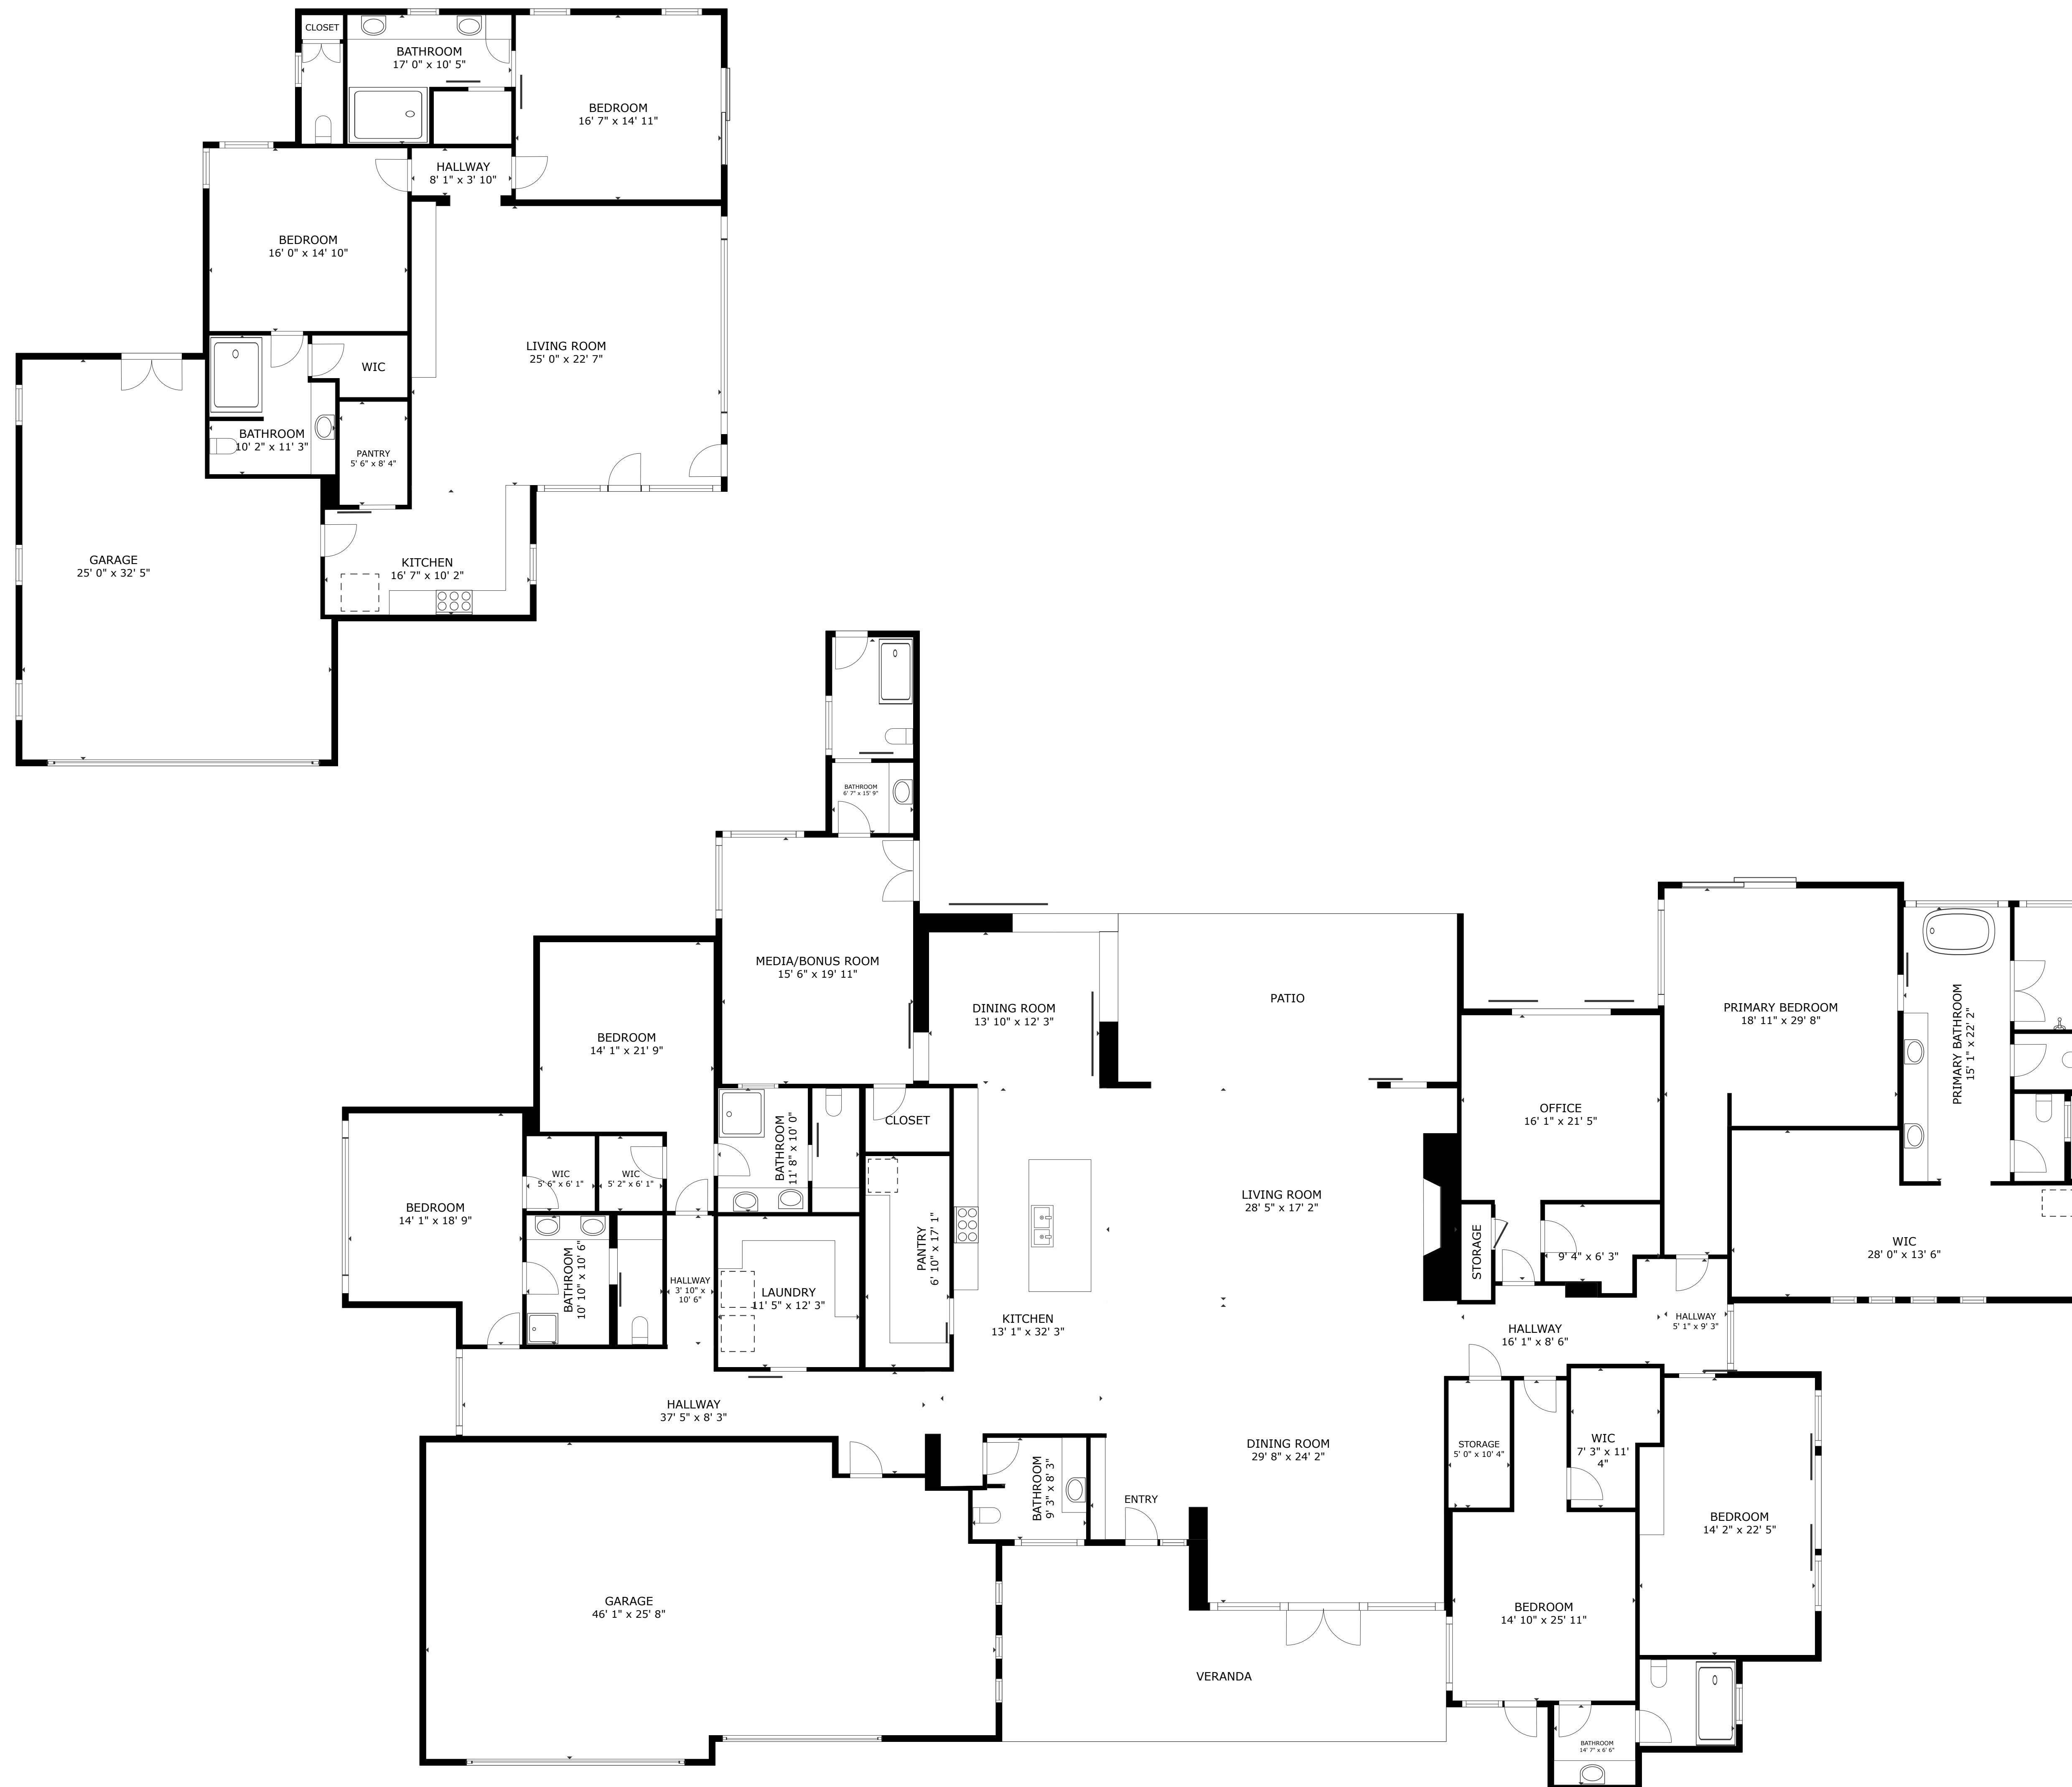 CLOSET
BATHROOM
17' 0" x 10' 5"
BEDROOM
16' 7" x 14' 11"
HALLWAY
8' 1" x 3' 10"
BEDROOM
16' 0" x 14' 10"
LIVING ROOM
25' 0" x 22' 7"
WIC
BATHROOM
10' 2" x 11' 3"
PANTRY
5' 6" x 8' 4"
GARAGE
25' 0" x 32' 5"
KITCHEN
16' 7" x 10' 2"
BATHROOM
6' 7" x 15' 9"
MEDIA/BONUS ROOM
15' 6" x 19' 11"
DINING ROOM
13' 10" x 12' 3"
PATIO
PRIMARY BEDROOM
18' 11" x 29' 8"
PRIMARY BATHROOM
15' 1" x 22' 2"
BEDROOM
14' 1" x 21' 9"
OFFICE
16' 1" x 21' 5"
CLOSET
BATHROOM
11' 8" x 10' 0"
WIC
5' 6" x 6' 1"
WIC
5' 2" x 6' 1"
BEDROOM
14' 1" x 18' 9"
LIVING ROOM
28' 5" x 17' 2"
PANTRY
6' 10" x 17' 1"
STORAGE
9' 4" x 6' 3"
WIC
28' 0" x 13' 6"
BATHROOM
10' 10" x 10' 6"
HALLWAY
3' 10" x
10' 6"
LAUNDRY
11' 5" x 12' 3"
KITCHEN
13' 1" x 32' 3"
HALLWAY
16' 1" x 8' 6"
HALLWAY
5' 1" x 9' 3"
HALLWAY
37' 5" x 8' 3"
DINING ROOM
29' 8" x 24' 2"
STORAGE
5' 0" x 10' 4"
WIC
7' 3" x 11'
4"
BATHROOM
9' 3" x 8' 3"
ENTRY
BEDROOM
14' 2" x 22' 5"
GARAGE
46' 1" x 25' 8"
BEDROOM
14' 10" x 25' 11"
VERANDA
BATHROOM
14' 7" x 6' 6"